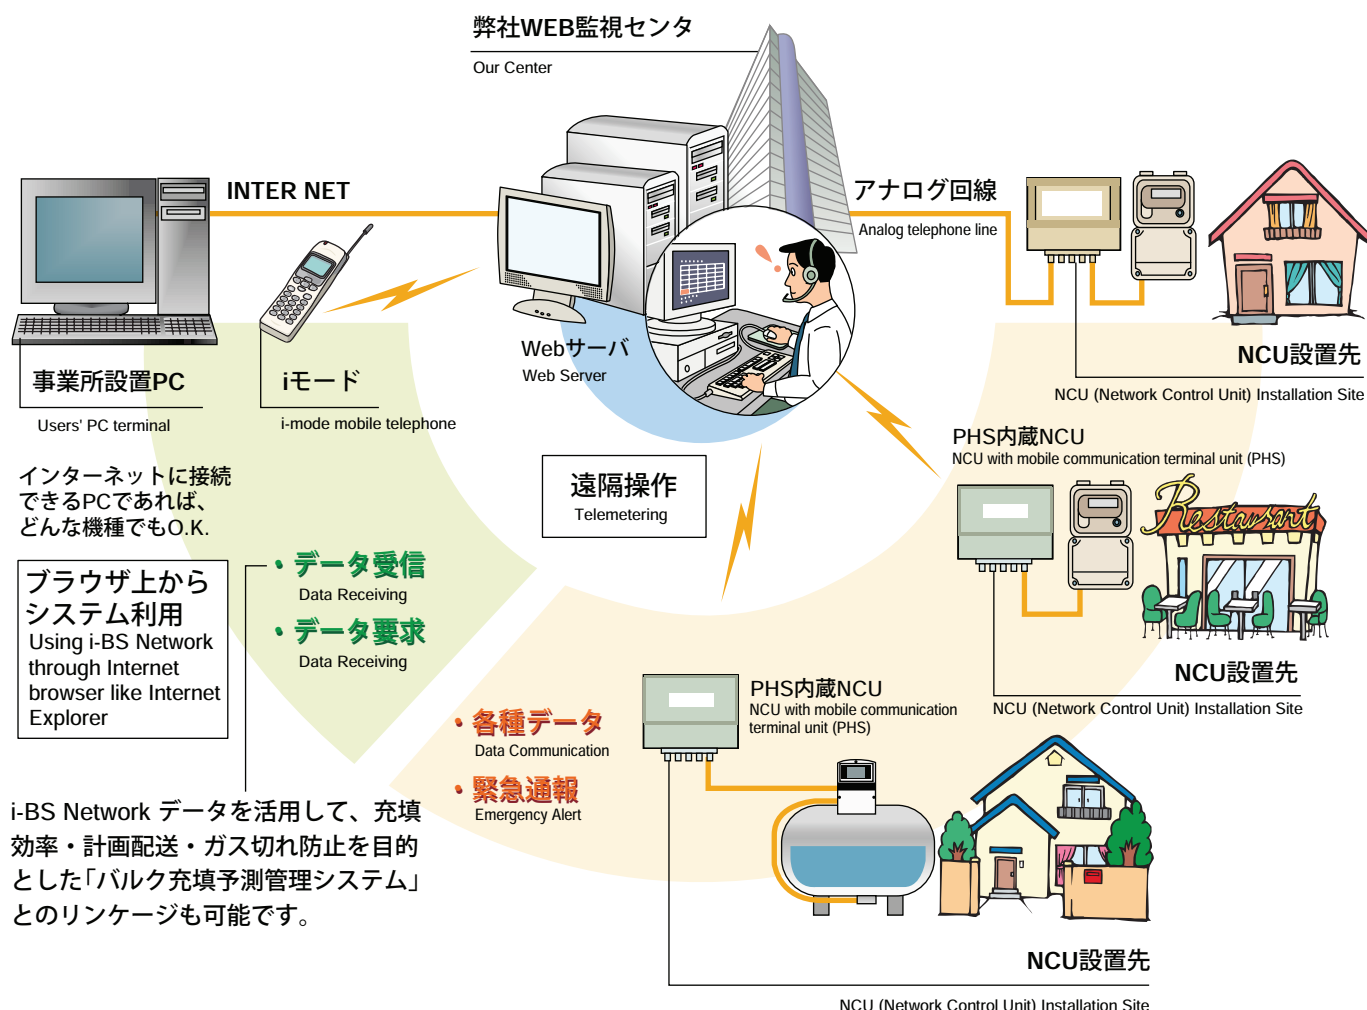 弊社WEB監視センタ
Our Center
INTER NET
アナログ回線
Analog telephone line
Webサーバ
Web Server
事業所設置PC
Users' PC terminal
iモード
i-mode mobile telephone
NCU設置先
NCU (Network Control Unit) Installation Site
インターネットに接続
できるPCであれば、
どんな機種でもO.K.
遠隔操作
Telemetering
PHS内蔵NCU
NCU with mobile communication terminal unit (PHS)
Restaurant
NCU設置先
NCU (Network Control Unit) Installation Site
ブラウザ上から
システム利用
Using i-BS Network
through Internet
browser like Internet
Explorer
・データ受信
Data Receiving
・データ要求
Data Receiving
・各種データ
Data Communication
・緊急通報
Emergency Alert
PHS内蔵NCU
NCU with mobile communication
terminal unit (PHS)
i-BS Network データを活用して、充填
効率・計画配送・ガス切れ防止を目的
とした「バルク充填予測管理システム」
とのリンケージも可能です。
NCU設置先
NCU (Network Control Unit) Installation Site